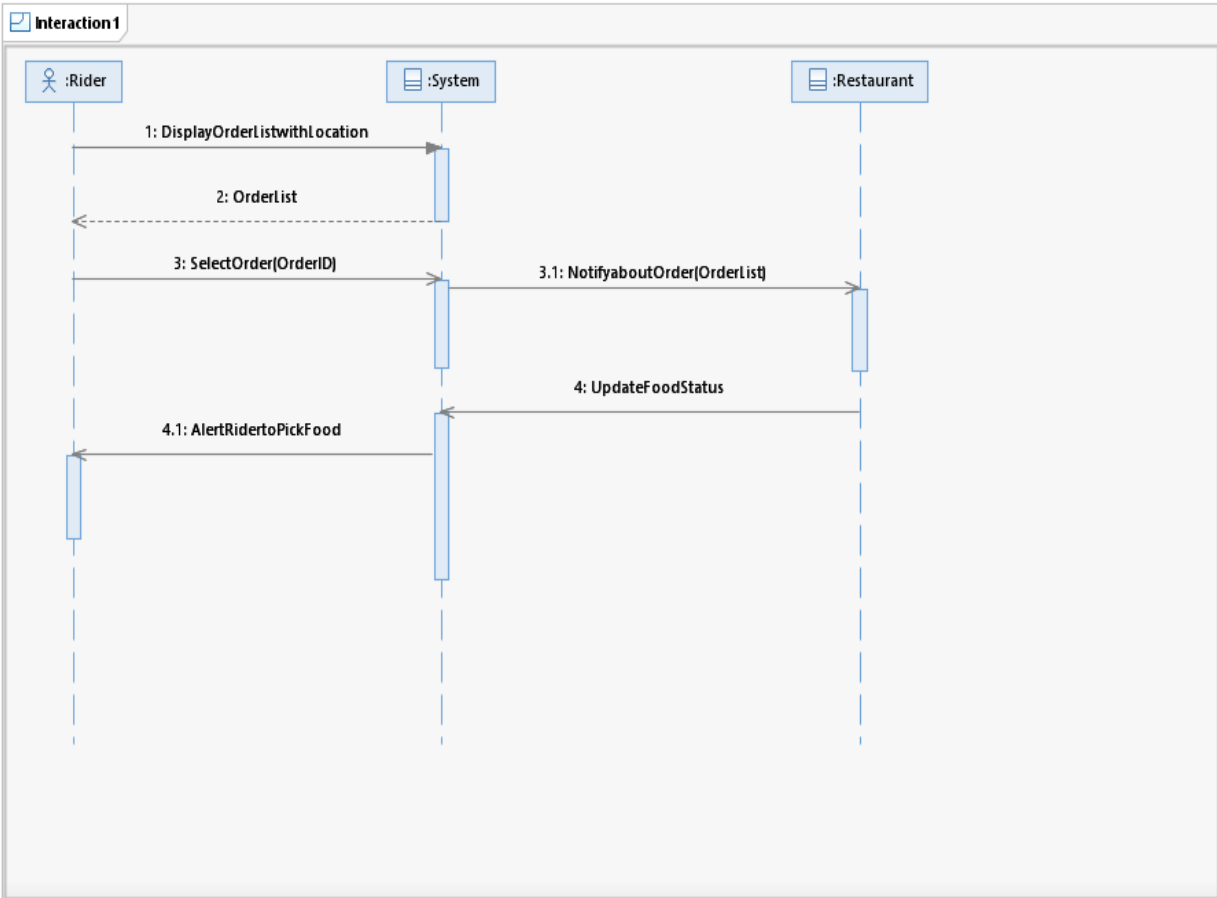 Interaction1
:Rider
:System
:Restaurant
1: DisplayOrderListwithLocation
2: OrderList
3: SelectOrder(OrderID)
3.1: NotifyaboutOrder(OrderList)
4: UpdateFoodStatus
4.1: AlertRidertoPickFood